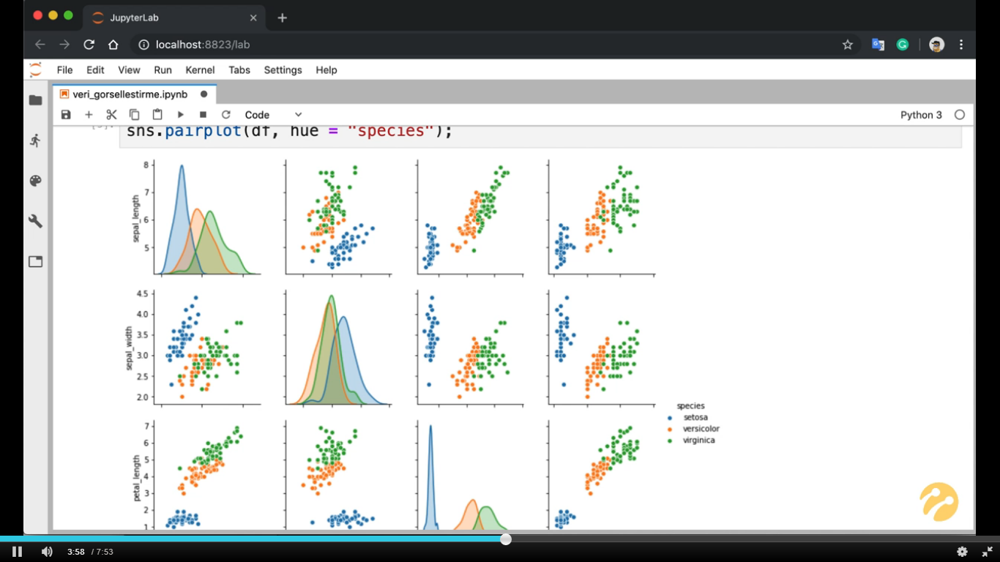 JupyterLab
localhost:8823/lab
File Edit View Run Kernel Tabs Settings Help
veri_gorsellestirme.ipynb
Code Python 3
sns.pairplot(df, hue = "species");
8
7
6
5
sepal_length
4.5
4.0
3.5
3.0
2.5
2.0
sepal_width
species
setosa
versicolor
virginica
7
6
5
4
3
2
1
petal_length
3:58 / 7:53